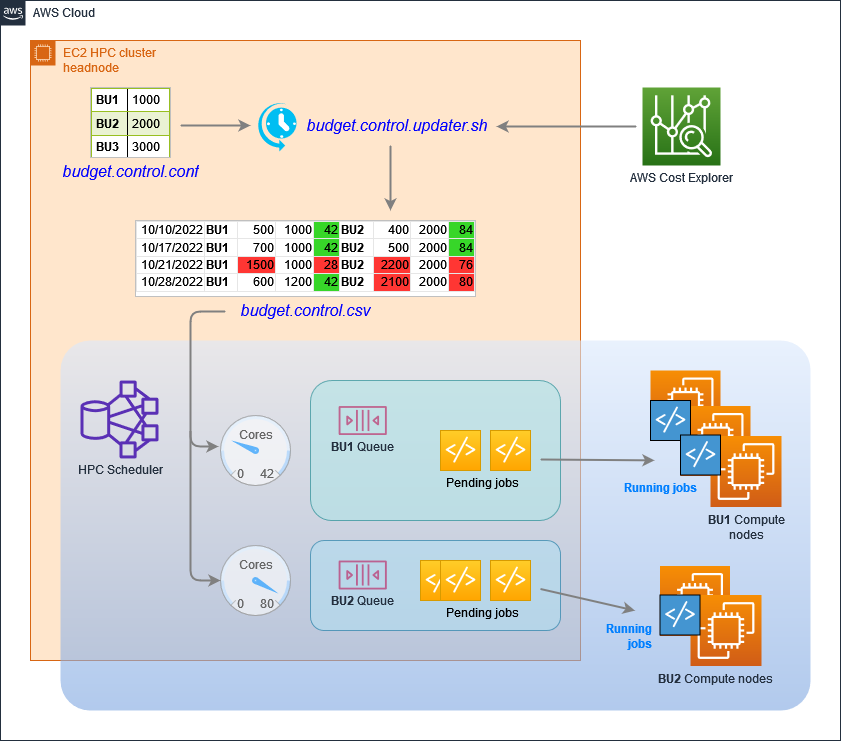 aws
AWS Cloud
EC2 HPC cluster
headnode
BU1 1000
BU2 2000
BU3 3000
budget.control.conf
budget.control.updater.sh
AWS Cost Explorer
10/10/2022 BU1 500 1000 42 BU2 400 2000 84
10/17/2022 BU1 700 1000 42 BU2 500 2000 84
10/21/2022 BU1 1500 1000 28 BU2 2200 2000 76
10/28/2022 BU1 600 1200 42 BU2 2100 2000 80
budget.control.csv
HPC Scheduler
Cores
0 42
BU1 Queue
</>
</>
Pending jobs
</>
</>
Running jobs
BU1 Compute
nodes
Cores
0 80
BU2 Queue
</
</>
</>
Pending jobs
</>
Running
jobs
BU2 Compute nodes